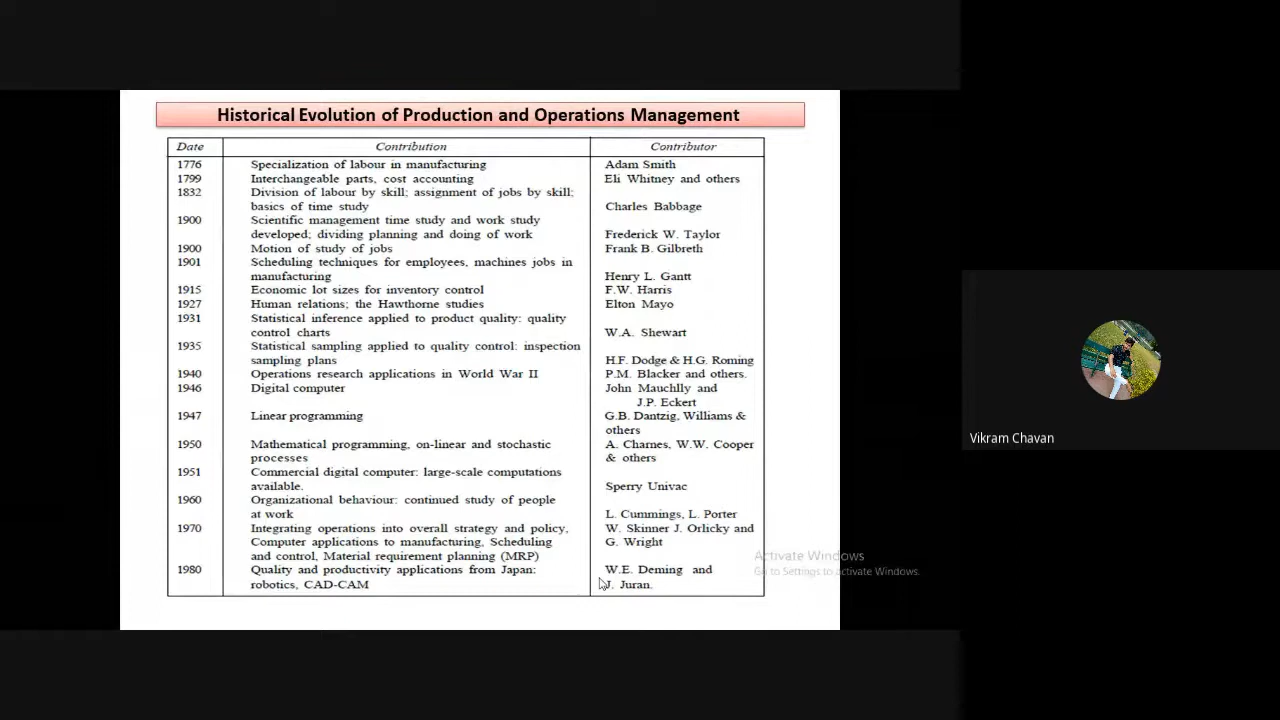 Historical Evolution of Production and Operations Management
Date Contribution Contributor
1776 Specialization of labour in manufacturing Adam Smith
1799 Interchangeable parts, cost accounting Eli Whitney and others
1832 Division of labour by skill; assignment of jobs by skill;
basics of time study Charles Babbage
1900 Scientific management time study and work study
developed; dividing planning and doing of work Frederick W. Taylor
1900 Motion of study of jobs Frank B. Gilbreth
1901 Scheduling techniques for employees, machines jobs in
manufacturing Henry L. Gantt
1915 Economic lot sizes for inventory control F.W. Harris
1927 Human relations; the Hawthorne studies Elton Mayo
1931 Statistical inference applied to product quality: quality
control charts W.A. Shewart
1935 Statistical sampling applied to quality control: inspection
sampling plans H.F. Dodge & H.G. Roming
1940 Operations research applications in World War II P.M. Blacker and others.
1946 Digital computer John Mauchlly and
J.P. Eckert
1947 Linear programming G.B. Dantzig, Williams &
others
1950 Mathematical programming, on-linear and stochastic A. Charnes, W.W. Cooper
processes & others
1951 Commercial digital computer: large-scale computations
available. Sperry Univac
1960 Organizational behaviour: continued study of people
at work L. Cummings, L. Porter
1970 Integrating operations into overall strategy and policy, W. Skinner J. Orlicky and
Computer applications to manufacturing, Scheduling G. Wright
and control, Material requirement planning (MRP)
1980 Quality and productivity applications from Japan: W.E. Deming and
robotics, CAD-CAM J. Juran.
Activate Windows
Go to Settings to activate Windows.
Vikram Chavan